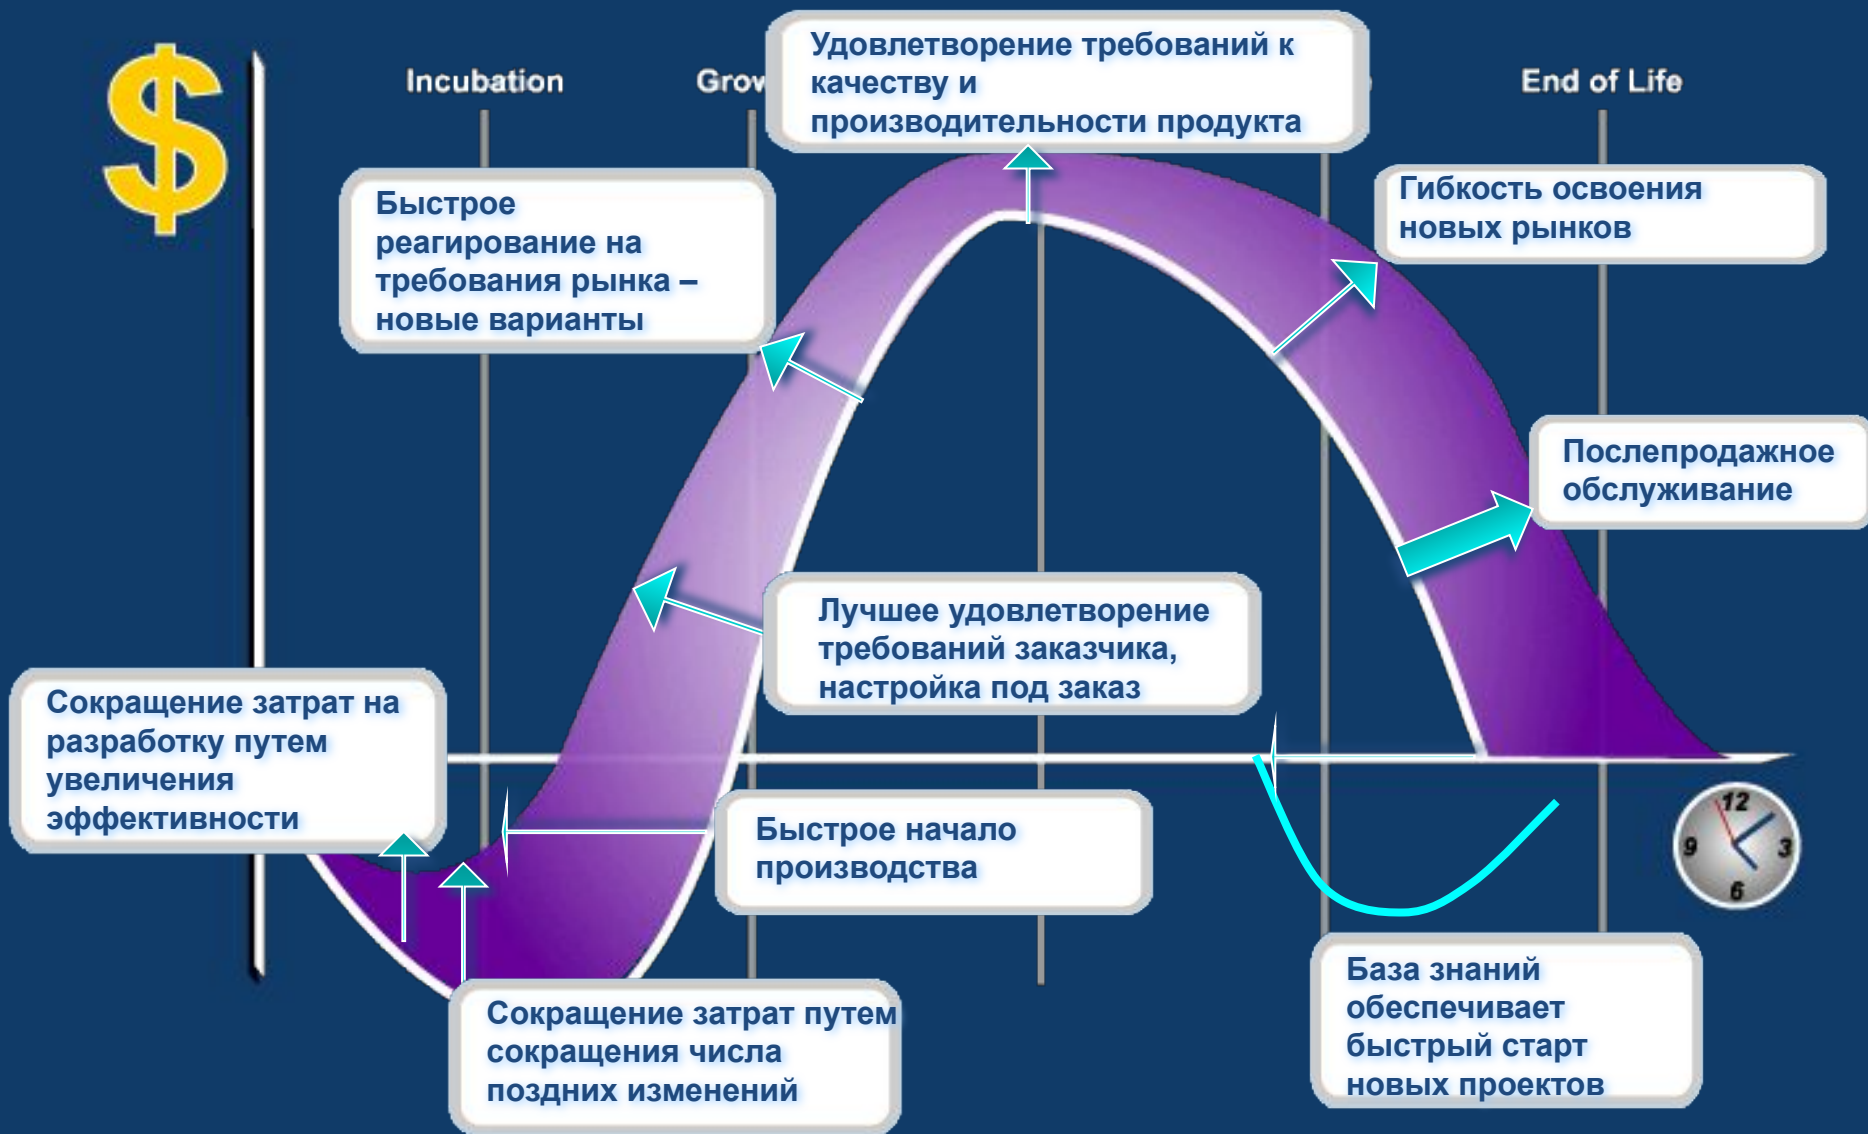 $
Incubation
Grow
End of Life
Удовлетворение требований к
качеству и
производительности продукта
Быстрое
реагирование на
требования рынка –
новые варианты
Гибкость освоения
новых рынков
Послепродажное
обслуживание
Лучшее удовлетворение
требований заказчика,
настройка под заказ
Сокращение затрат на
разработку путем
увеличения
эффективности
Быстрое начало
производства
12
9
3
6
База знаний
обеспечивает
быстрый старт
новых проектов
Сокращение затрат путем
сокращения числа
поздних изменений